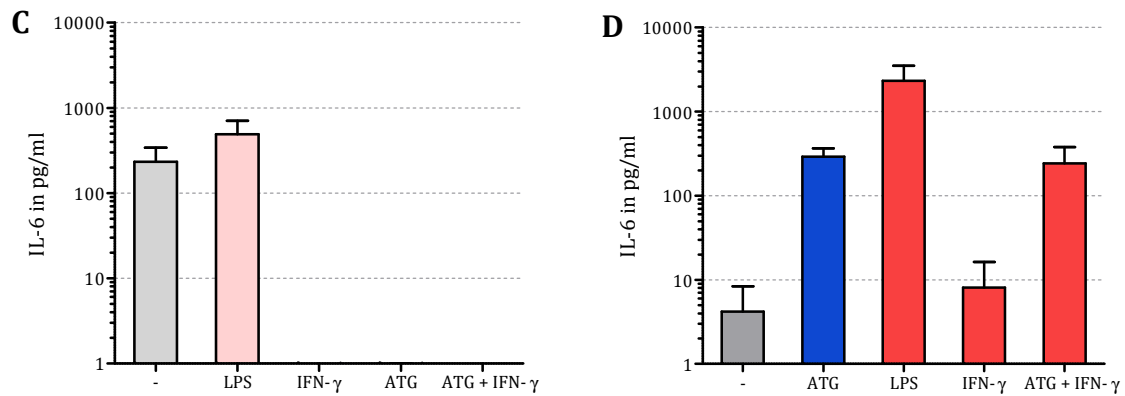 C
IL-6 in pg/ml
10000
1000
100
10
1
-
LPS
IFN- γ
ATG
ATG + IFN- γ
D
IL-6 in pg/ml
10000
1000
100
10
1
-
ATG
LPS
IFN- γ
ATG + IFN- γ